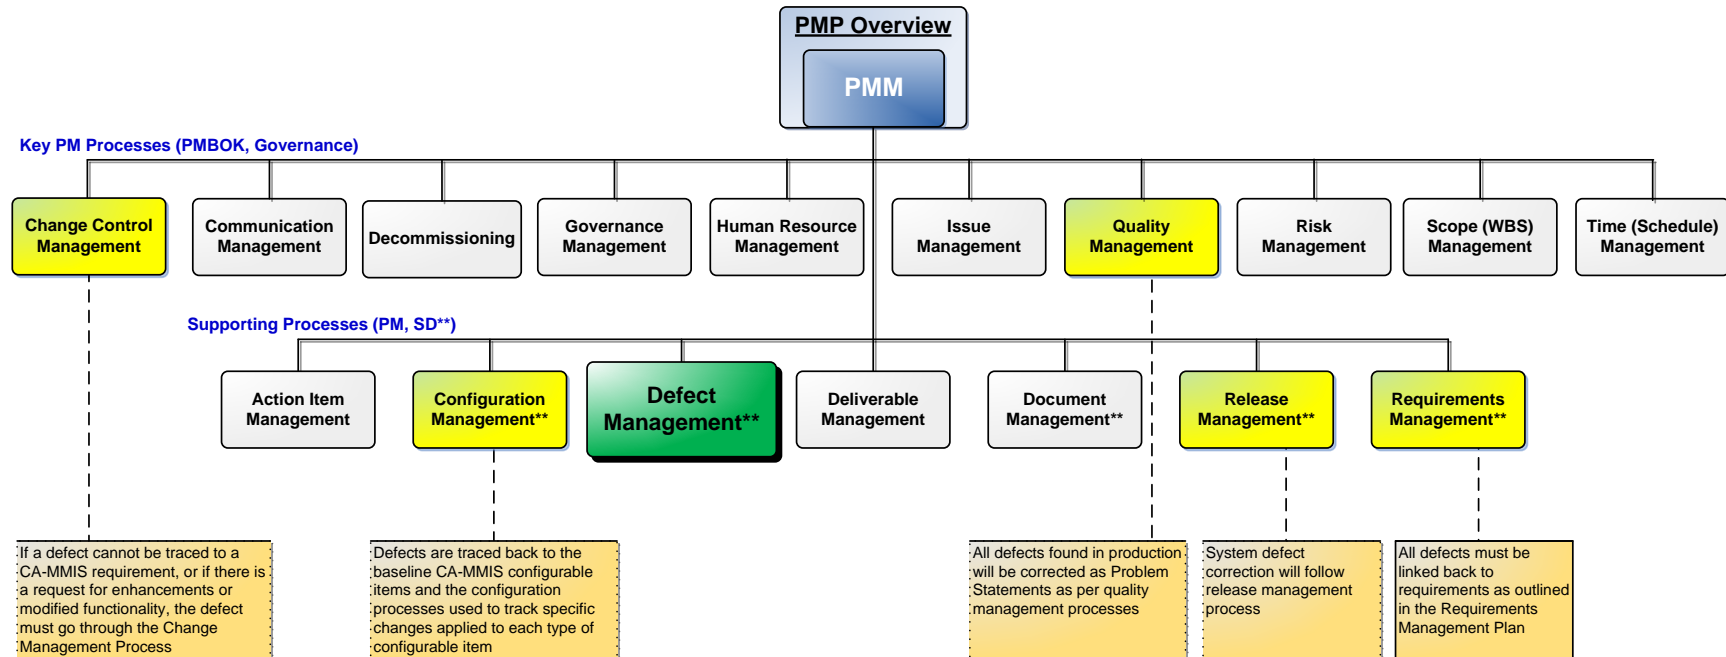 PMP Overview
PMM
Key PM Processes (PMBOK, Governance)
Change Control
Management
Communication
Management
Decommissioning
Governance
Management
Human Resource
Management
Issue
Management
Quality
Management
Risk
Management
Scope (WBS)
Management
Time (Schedule)
Management
Supporting Processes (PM, SD**)
Action Item
Management
Configuration
Management**
Defect
Management**
Deliverable
Management
Document
Management**
Release
Management**
Requirements
Management**
If a defect cannot be traced to a
CA-MMIS requirement, or if there is
a request for enhancements or
modified functionality, the defect
must go through the Change
Management Process
Defects are traced back to the
baseline CA-MMIS configurable
items and the configuration
processes used to track specific
changes applied to each type of
configurable item
All defects found in production
will be corrected as Problem
Statements as per quality
management processes
System defect
correction will follow
release management
process
All defects must be
linked back to
requirements as outlined
in the Requirements
Management Plan